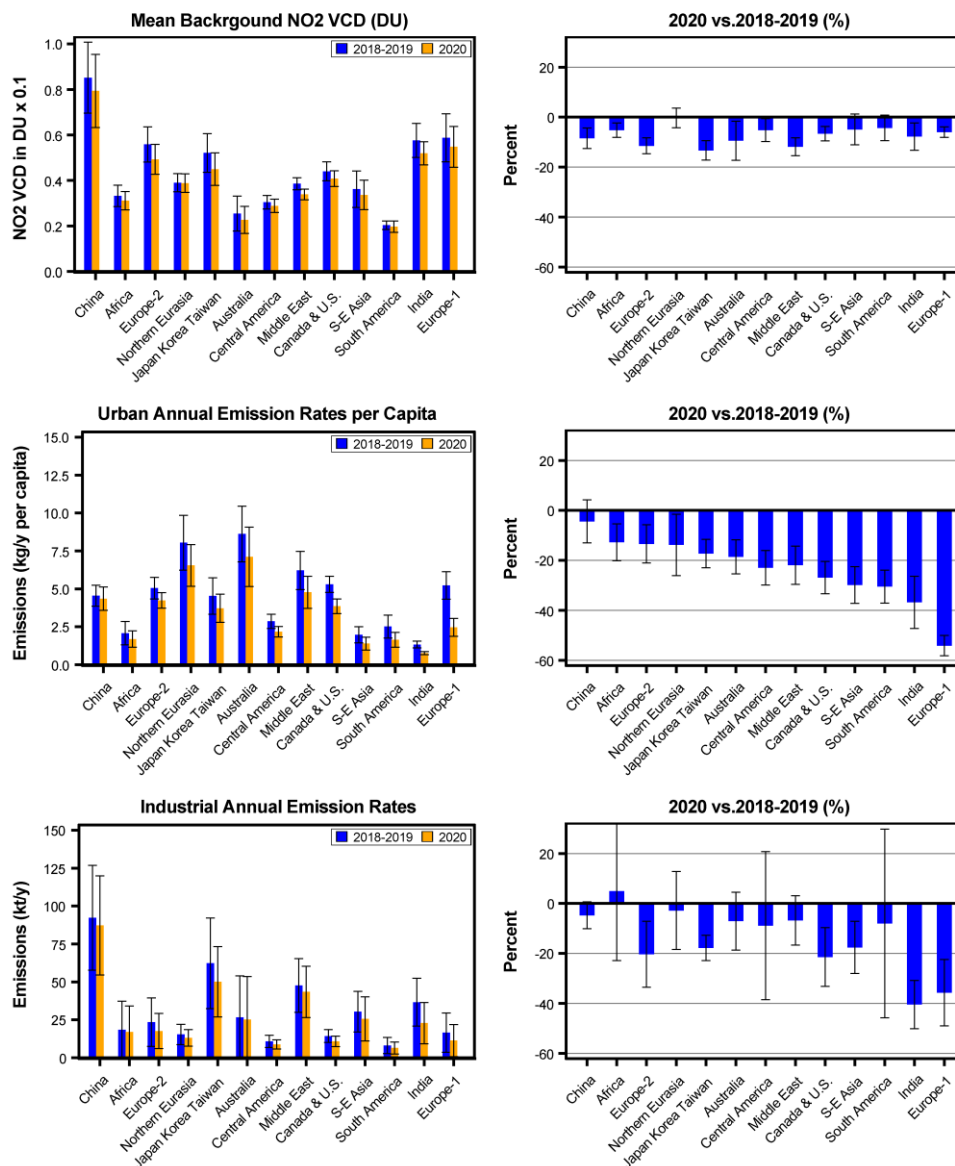 Mean Backrgound NO2 VCD (DU)
2018-2019 2020
NO2 VCD in DU x 0.1
1.0
0.8
0.6
0.4
0.2
0.0
China
Africa
Europe-2
Northern Eurasia
Japan Korea Taiwan
Australia
Central America
Middle East
Canada & U.S.
S-E Asia
South America
India
Europe-1
2020 vs.2018-2019 (%)
Percent
20
0
-20
-40
-60
China
Africa
Europe-2
Northern Eurasia
Japan Korea Taiwan
Australia
Central America
Middle East
Canada & U.S.
S-E Asia
South America
India
Europe-1
Urban Annual Emission Rates per Capita
2018-2019 2020
Emissions (kg/y per capita)
15.0
12.5
10.0
7.5
5.0
2.5
0.0
China
Africa
Europe-2
Northern Eurasia
Japan Korea Taiwan
Australia
Central America
Middle East
Canada & U.S.
S-E Asia
South America
India
Europe-1
2020 vs.2018-2019 (%)
Percent
20
0
-20
-40
-60
China
Africa
Europe-2
Northern Eurasia
Japan Korea Taiwan
Australia
Central America
Middle East
Canada & U.S.
S-E Asia
South America
India
Europe-1
Industrial Annual Emission Rates
2018-2019 2020
Emissions (kt/y)
150
125
100
75
50
25
0
China
Africa
Europe-2
Northern Eurasia
Japan Korea Taiwan
Australia
Central America
Middle East
Canada & U.S.
S-E Asia
South America
India
Europe-1
2020 vs.2018-2019 (%)
Percent
20
0
-20
-40
-60
China
Africa
Europe-2
Northern Eurasia
Japan Korea Taiwan
Australia
Central America
Middle East
Canada & U.S.
S-E Asia
South America
India
Europe-1